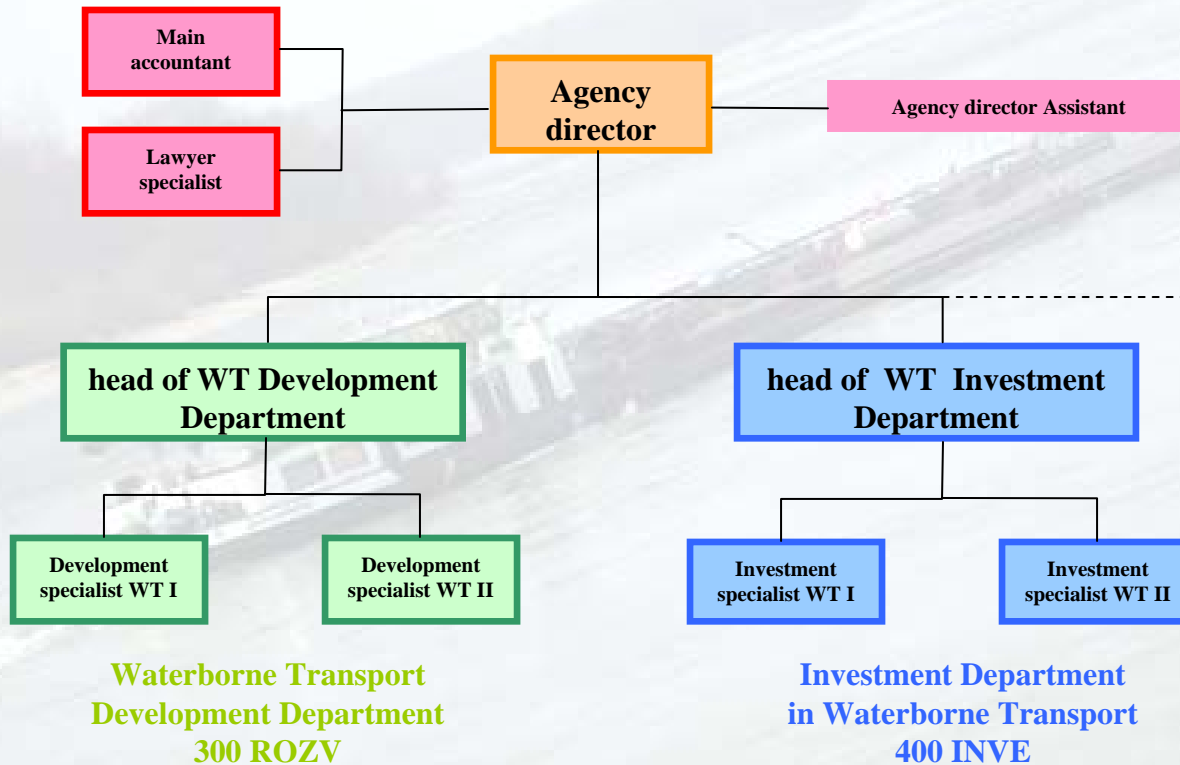 Main
accountant
Agency
director
Agency director Assistant
Lawyer
specialist
head of WT Development
Department
head of WT Investment
Department
Development
specialist WT I
Development
specialist WT II
Investment
specialist WT I
Investment
specialist WT II
Waterborne Transport
Development Department
300 ROZV
Investment Department
in Waterborne Transport
400 INVE